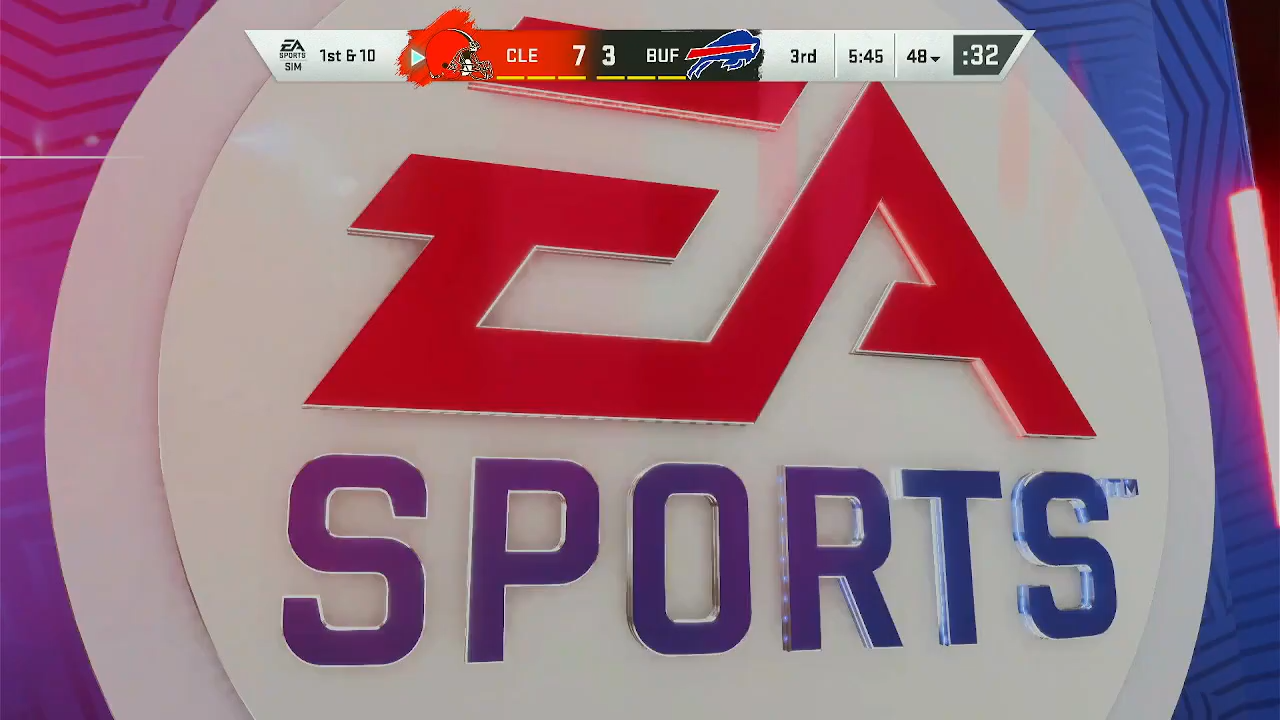 EA
SPORTS
SIM
1st & 10
CLE
7
3
BUF
3rd
5:45
48
:32
EA
SPORTS™